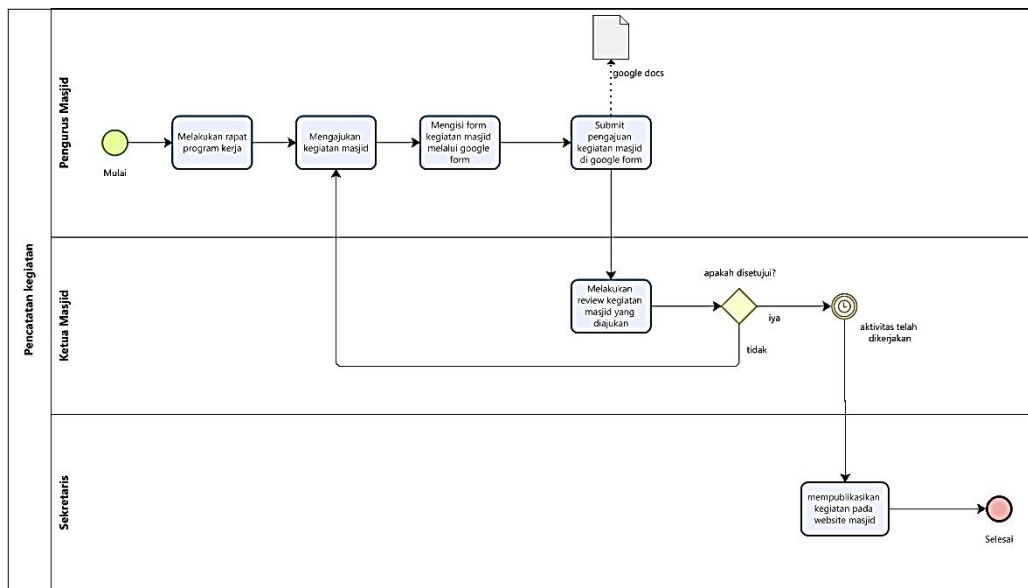 Pencatatan kegiatan
Pengurus Masjid
google docs
Mulai
Melakukan rapat
program kerja
Mengajukan
kegiatan masjid
Mengisi form
kegiatan masjid
melalui google
form
Submit
pengajuan
kegiatan masjid
di google form
Ketua Masjid
Melakukan
review kegiatan
masjid yang
diajukan
apakah disetujui?
iya
tidak
aktivitas telah
dikerjakan
Sekretaris
mempublikasikan
kegiatan pada
website masjid
Selesai